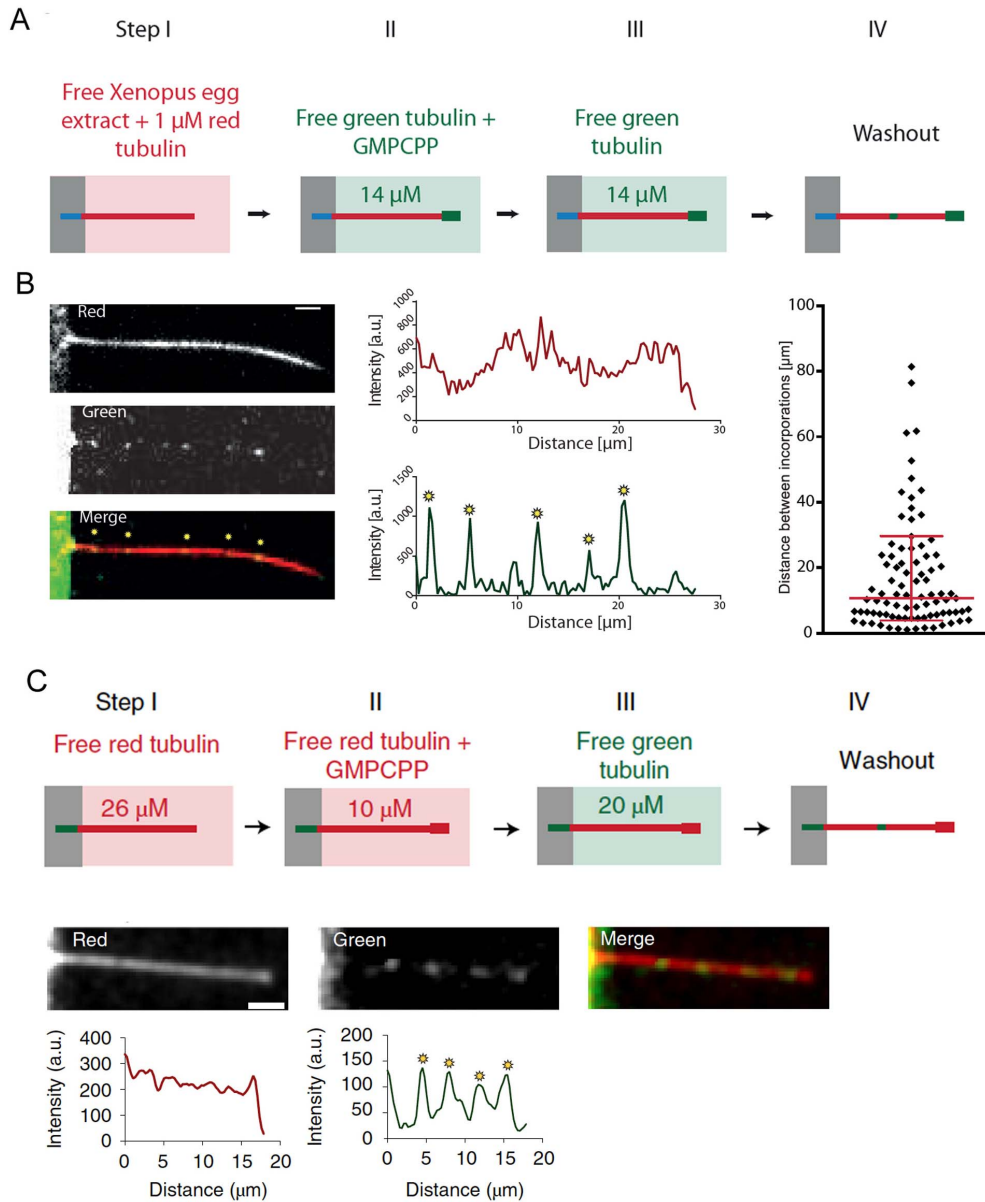 A
Step I
II
III
IV
Free Xenopus egg
extract + 1 µM red
tubulin
Free green tubulin +
GMPCPP
Free green
tubulin
Washout
14 µM
14 µM
B
Red
Green
Merge
Intensity [a.u.]
1000
800
600
400
200
0
0 10 20 30
Distance [µm]
Intensity [a.u.]
1500
1000
500
0
0 10 20 30
Distance [µm]
Distance between incorporations [µm]
100
80
60
40
20
0
C
Step I
II
III
IV
Free red tubulin
Free red tubulin +
GMPCPP
Free green
tubulin
Washout
26 µM
10 µM
20 µM
Red
Green
Merge
Intensity (a.u.)
400
300
200
100
0
0 5 10 15 20
Distance (µm)
Intensity (a.u.)
200
150
100
50
0
0 5 10 15 20
Distance (µm)